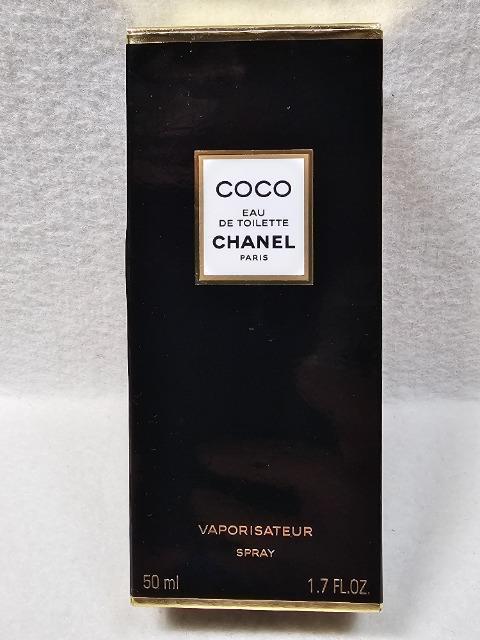 COCO
EAU
DE TOILETTE
CHANEL
PARIS
VAPORISATEUR
SPRAY
50 ml 1.7 FL.OZ.